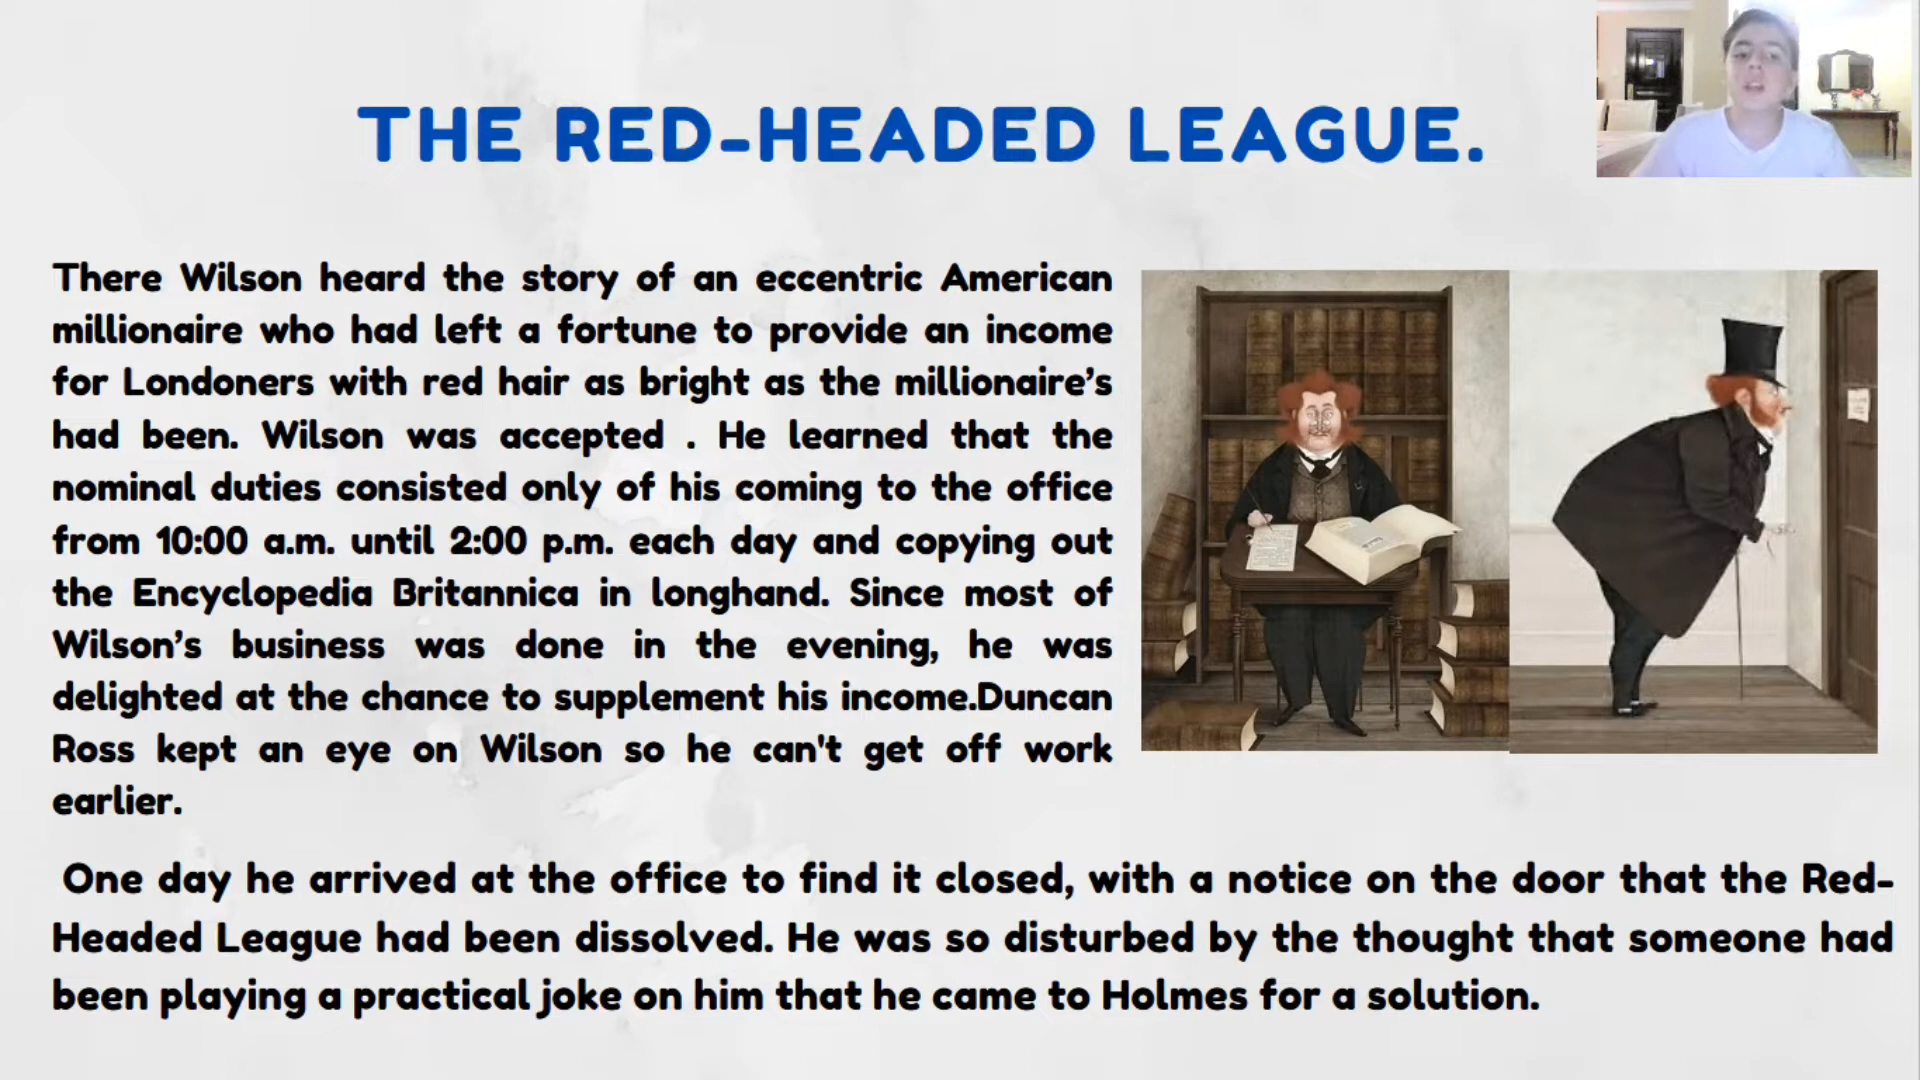 THE RED-HEADED LEAGUE.
There Wilson heard the story of an eccentric American
millionaire who had left a fortune to provide an income
for Londoners with red hair as bright as the millionaire’s
had been. Wilson was accepted . He learned that the
nominal duties consisted only of his coming to the office
from 10:00 a.m. until 2:00 p.m. each day and copying out
the Encyclopedia Britannica in longhand. Since most of
Wilson’s business was done in the evening, he was
delighted at the chance to supplement his income.Duncan
Ross kept an eye on Wilson so he can't get off work
earlier.
One day he arrived at the office to find it closed, with a notice on the door that the Red-
Headed League had been dissolved. He was so disturbed by the thought that someone had
been playing a practical joke on him that he came to Holmes for a solution.